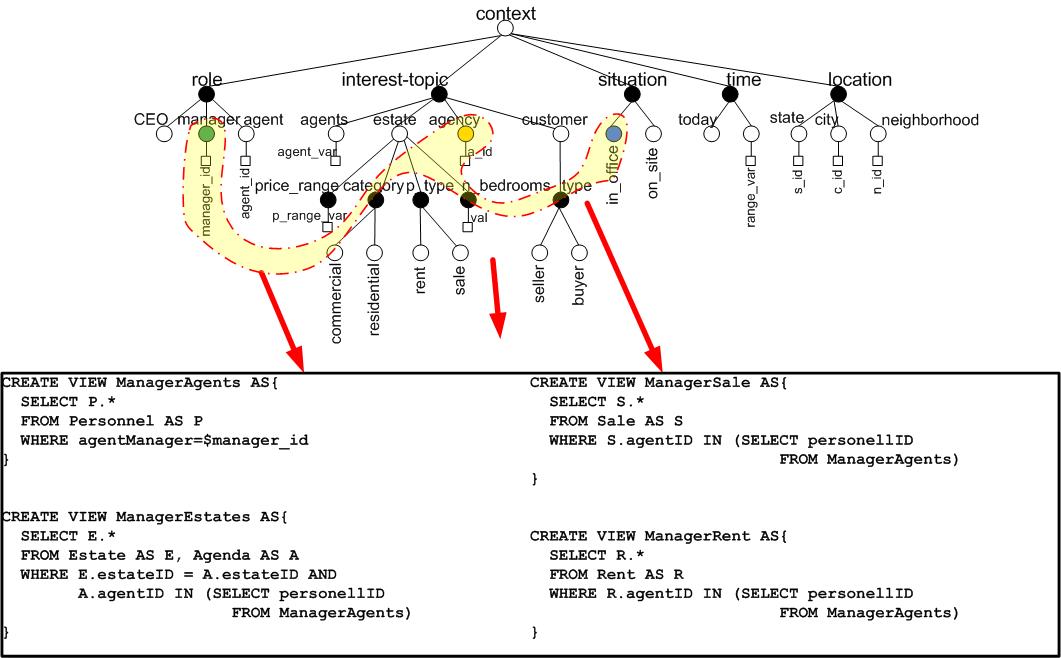 context
role interest-topic situation time location
CEO manager agent agents estate agency customer today state city neighborhood
agent_var a_id
manager_id agent_id in_office on_site range_var s_id c_id n_id
price_range category p_type n_bedrooms type
p_range_var val
commercial residential rent sale seller buyer
CREATE VIEW ManagerAgents AS{
SELECT P.*
FROM Personnel AS P
WHERE agentManager=$manager_id
}
CREATE VIEW ManagerEstates AS{
SELECT E.*
FROM Estate AS E, Agenda AS A
WHERE E.estateID = A.estateID AND
A.agentID IN (SELECT personellID
FROM ManagerAgents)
}
CREATE VIEW ManagerSale AS{
SELECT S.*
FROM Sale AS S
WHERE S.agentID IN (SELECT personellID
FROM ManagerAgents)
}
CREATE VIEW ManagerRent AS{
SELECT R.*
FROM Rent AS R
WHERE R.agentID IN (SELECT personellID
FROM ManagerAgents)
}